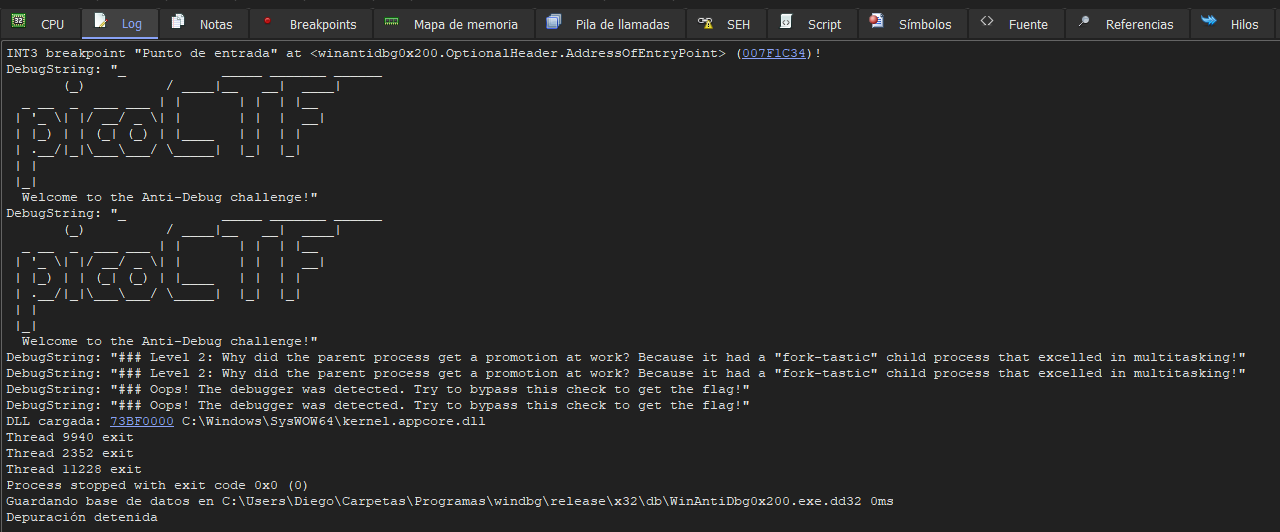 CPU Log Notas Breakpoints Mapa de memoria Pila de llamadas SEH Script Símbolos Fuente Referencias Hilos
INT3 breakpoint "Punto de entrada" at <winantidbg0x200.OptionalHeader.AddressOfEntryPoint> (007F1C34)!
DebugString: "_            _____ _______ ______
       (_)          / ____|__   __|  ____|
  _ __  _  ___ ___ | |       | |  | |__
 | '_ \| |/ __/ _ \| |       | |  |  __|
 | |_) | | (_| (_) | |____   | |  | |
 | .__/|_|\___\___/ \_____|  |_|  |_|
 | |
 |_|
  Welcome to the Anti-Debug challenge!"
DebugString: "_            _____ _______ ______
       (_)          / ____|__   __|  ____|
  _ __  _  ___ ___ | |       | |  | |__
 | '_ \| |/ __/ _ \| |       | |  |  __|
 | |_) | | (_| (_) | |____   | |  | |
 | .__/|_|\___\___/ \_____|  |_|  |_|
 | |
 |_|
  Welcome to the Anti-Debug challenge!"
DebugString: "### Level 2: Why did the parent process get a promotion at work? Because it had a "fork-tastic" child process that excelled in multitasking!"
DebugString: "### Level 2: Why did the parent process get a promotion at work? Because it had a "fork-tastic" child process that excelled in multitasking!"
DebugString: "### Oops! The debugger was detected. Try to bypass this check to get the flag!"
DebugString: "### Oops! The debugger was detected. Try to bypass this check to get the flag!"
DLL cargada: 73BF0000 C:\Windows\SysWOW64\kernel.appcore.dll
Thread 9940 exit
Thread 2352 exit
Thread 11228 exit
Process stopped with exit code 0x0 (0)
Guardando base de datos en C:\Users\Diego\Carpetas\Programas\windbg\release\x32\db\WinAntiDbg0x200.exe.dd32 0ms
Depuración detenida